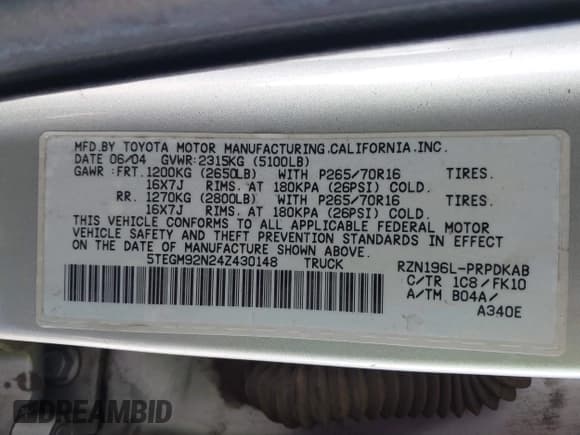 MFD.BY TOYOTA MOTOR MANUFACTURING.CALIFORNIA.INC.
DATE 06/04 GVWR:2315KG (5100LB)
GAWR :FRT.1200KG (2650LB) WITH P265/70R16 TIRES.
16X7J RIMS. AT 180KPA (26PSI) COLD.
RR. 1270KG (2800LB) WITH P265/70R16 TIRES.
16X7J RIMS. AT 180KPA (26PSI) COLD.
THIS VEHICLE CONFORMS TO ALL APPLICABLE FEDERAL MOTOR
VEHICLE SAFETY AND THEFT PREVENTION STANDARDS IN EFFECT
ON THE DATE OF MANUFACTURE SHOWN ABOVE.
5TEGM92N24Z430148 TRUCK RZN196L-PRPDKAB
C/TR 1C8 /FK10
A/TM B04A/
A340E
DREAMBID